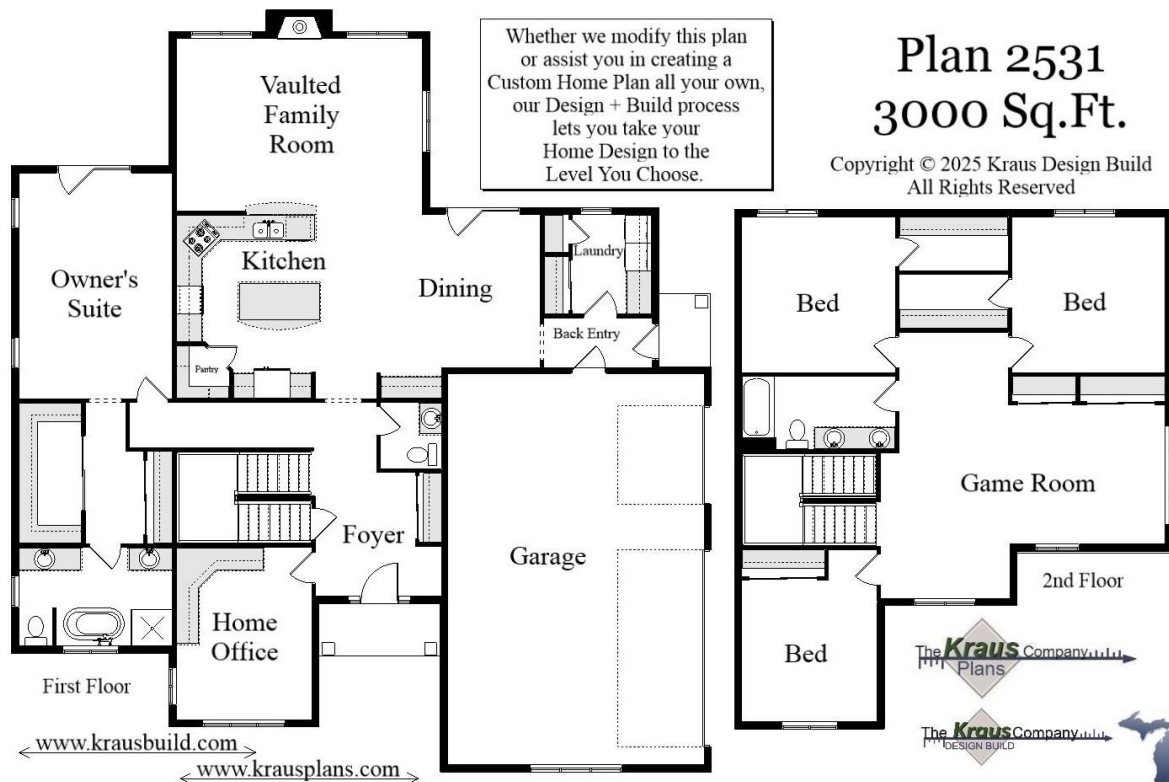 Whether we modify this plan
or assist you in creating a
Custom Home Plan all your own,
our Design + Build process
lets you take your
Home Design to the
Level You Choose.
Plan 2531
3000 Sq.Ft.
Copyright © 2025 Kraus Design Build
All Rights Reserved
Vaulted
Family
Room
Owner's
Suite
Kitchen
Dining
Laundry
Back Entry
Pantry
Foyer
Garage
Home
Office
First Floor
www.krausbuild.com
www.krausplans.com
Bed
Bed
Game Room
Bed
2nd Floor
The Kraus Company
Plans
The Kraus Company
DESIGN BUILD